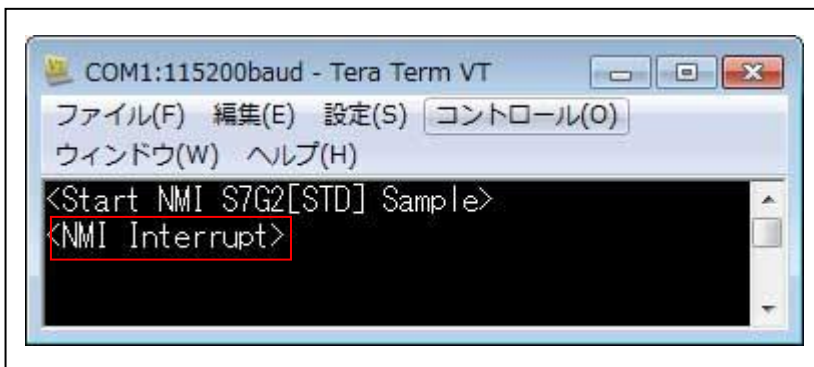 COM1:115200baud - Tera Term VT
ファイル(F) 編集(E) 設定(S) コントロール(O)
ウィンドウ(W) ヘルプ(H)
<Start NMI S7G2[STD] Sample>
<NMI Interrupt>